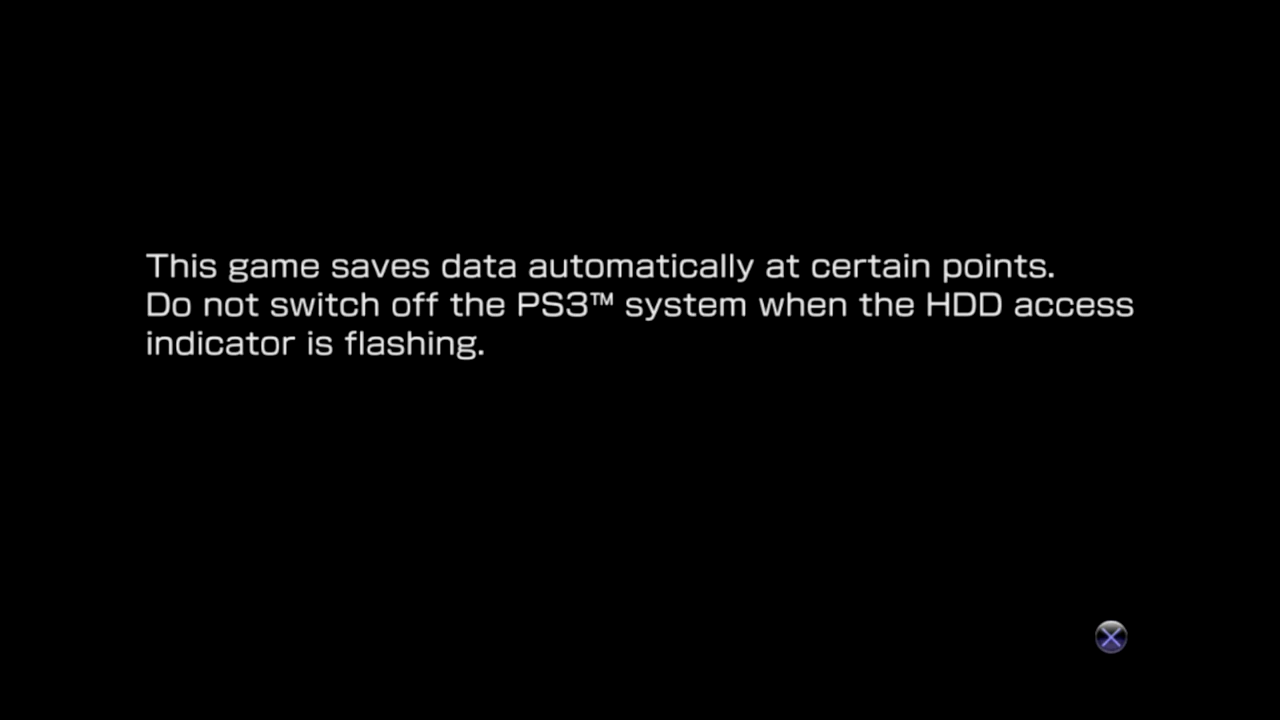 This game saves data automatically at certain points.
Do not switch off the PS3™ system when the HDD access
indicator is flashing.